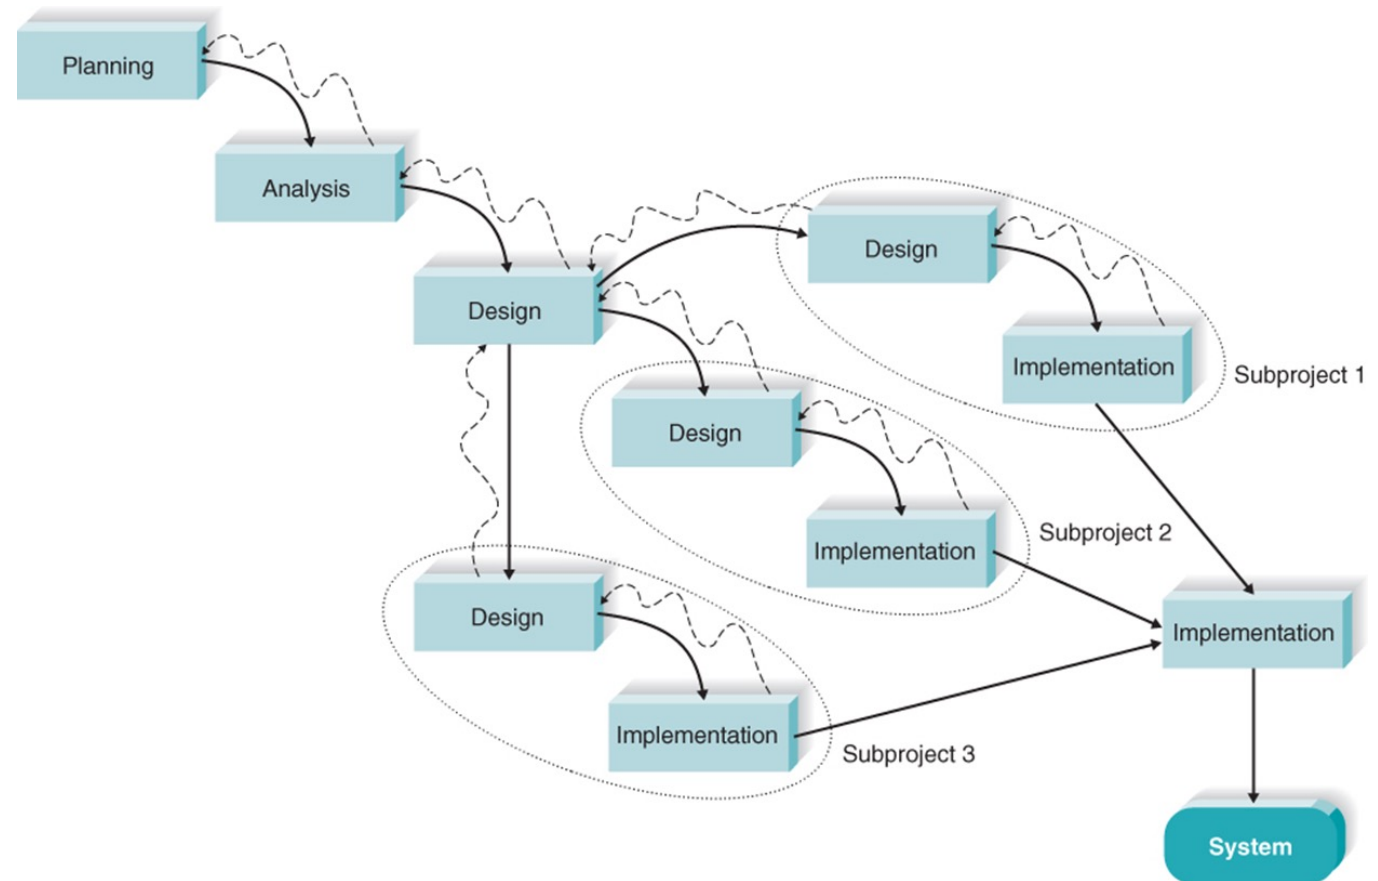 Planning
Analysis
Design
Design
Implementation
Subproject 1
Design
Implementation
Subproject 2
Design
Implementation
Subproject 3
Implementation
System